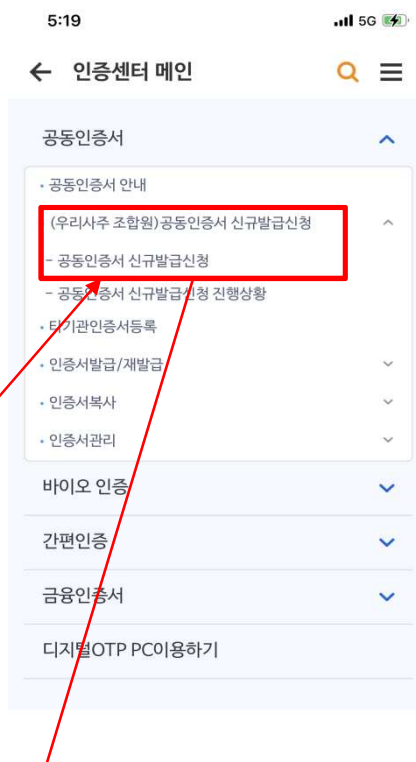 5:19
5G
← 인증센터 메인
공동인증서
· 공동인증서 안내
(우리사주 조합원)공동인증서 신규발급신청
- 공동인증서 신규발급신청
- 공동인증서 신규발급신청 진행상황
· 타기관인증서등록
· 인증서발급/재발급
· 인증서복사
· 인증서관리
바이오 인증
간편인증
금융인증서
디지털OTP PC이용하기